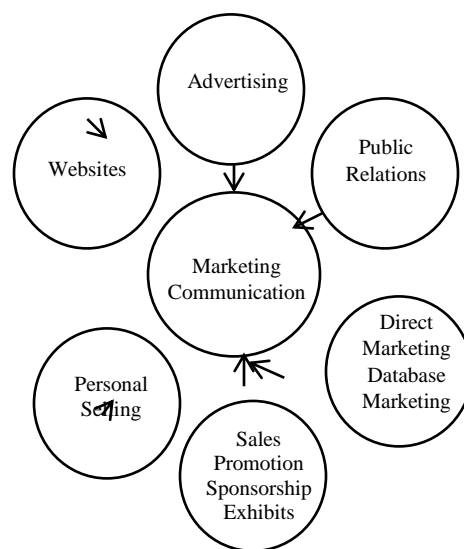 Advertising
Websites
Public
Relations
Marketing
Communication
Direct
Marketing
Database
Marketing
Personal
Selling
Sales
Promotion
Sponsorship
Exhibits